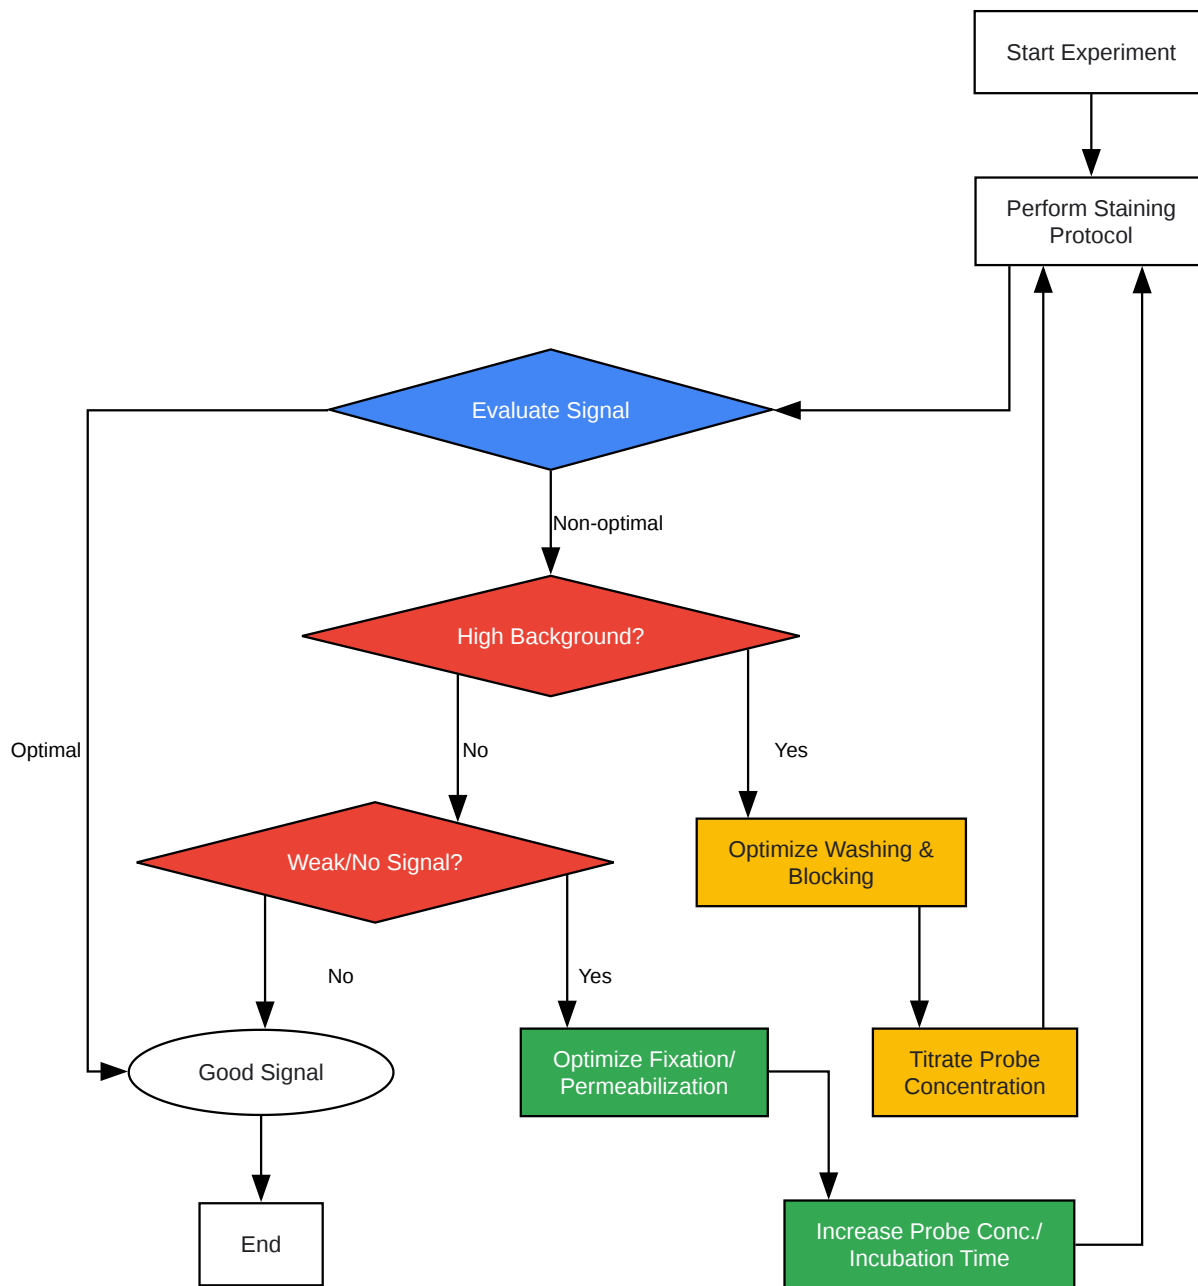 Start Experiment
Perform Staining
Protocol
Evaluate Signal
Non-optimal
High Background?
Optimal
No
Yes
Weak/No Signal?
Optimize Washing &
Blocking
No
Yes
Good Signal
Optimize Fixation/
Permeabilization
Titrate Probe
Concentration
End
Increase Probe Conc./
Incubation Time